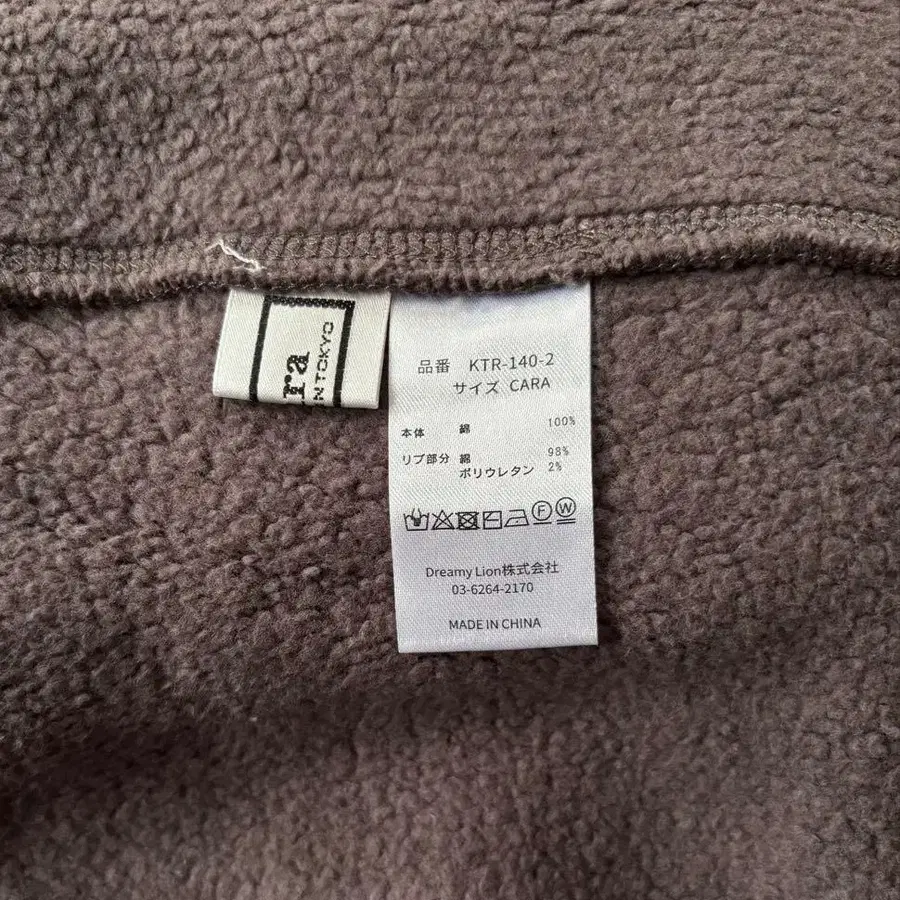 ra
N TOKYO
品番 KTR-140-2
サイズ CARA
本体 綿 100%
リブ部分 綿 98%
ポリウレタン 2%
F W
Dreamy Lion株式会社
03-6264-2170
MADE IN CHINA